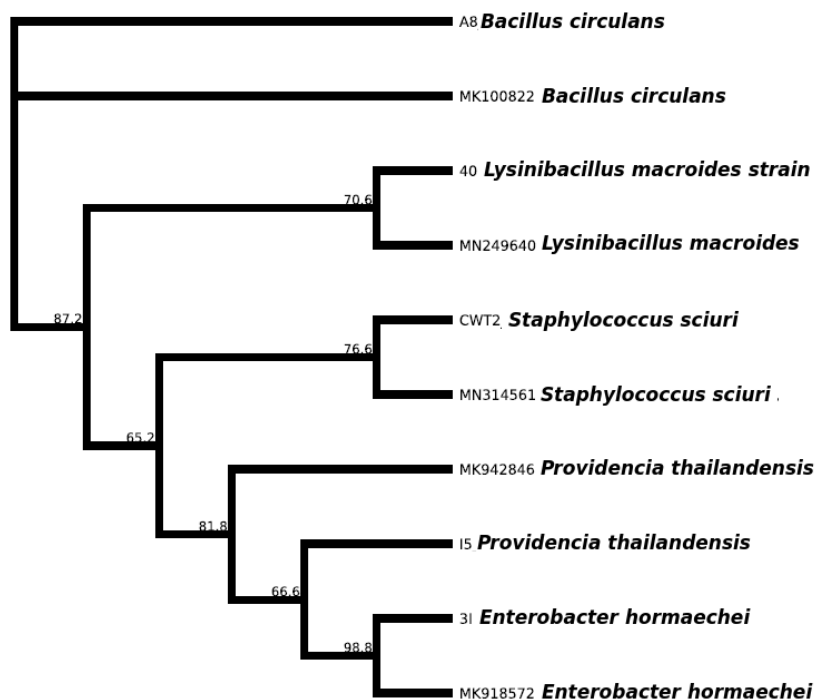 A8 Bacillus circulans
MK100822 Bacillus circulans
40 Lysinibacillus macroides strain
70.6
MN249640 Lysinibacillus macroides
87.2
CWT2 Staphylococcus sciuri
76.6
MN314561 Staphylococcus sciuri .
65.2
MK942846 Providencia thailandensis
81.8
I5 Providencia thailandensis
66.6
3I Enterobacter hormaechei
98.8
MK918572 Enterobacter hormaechei